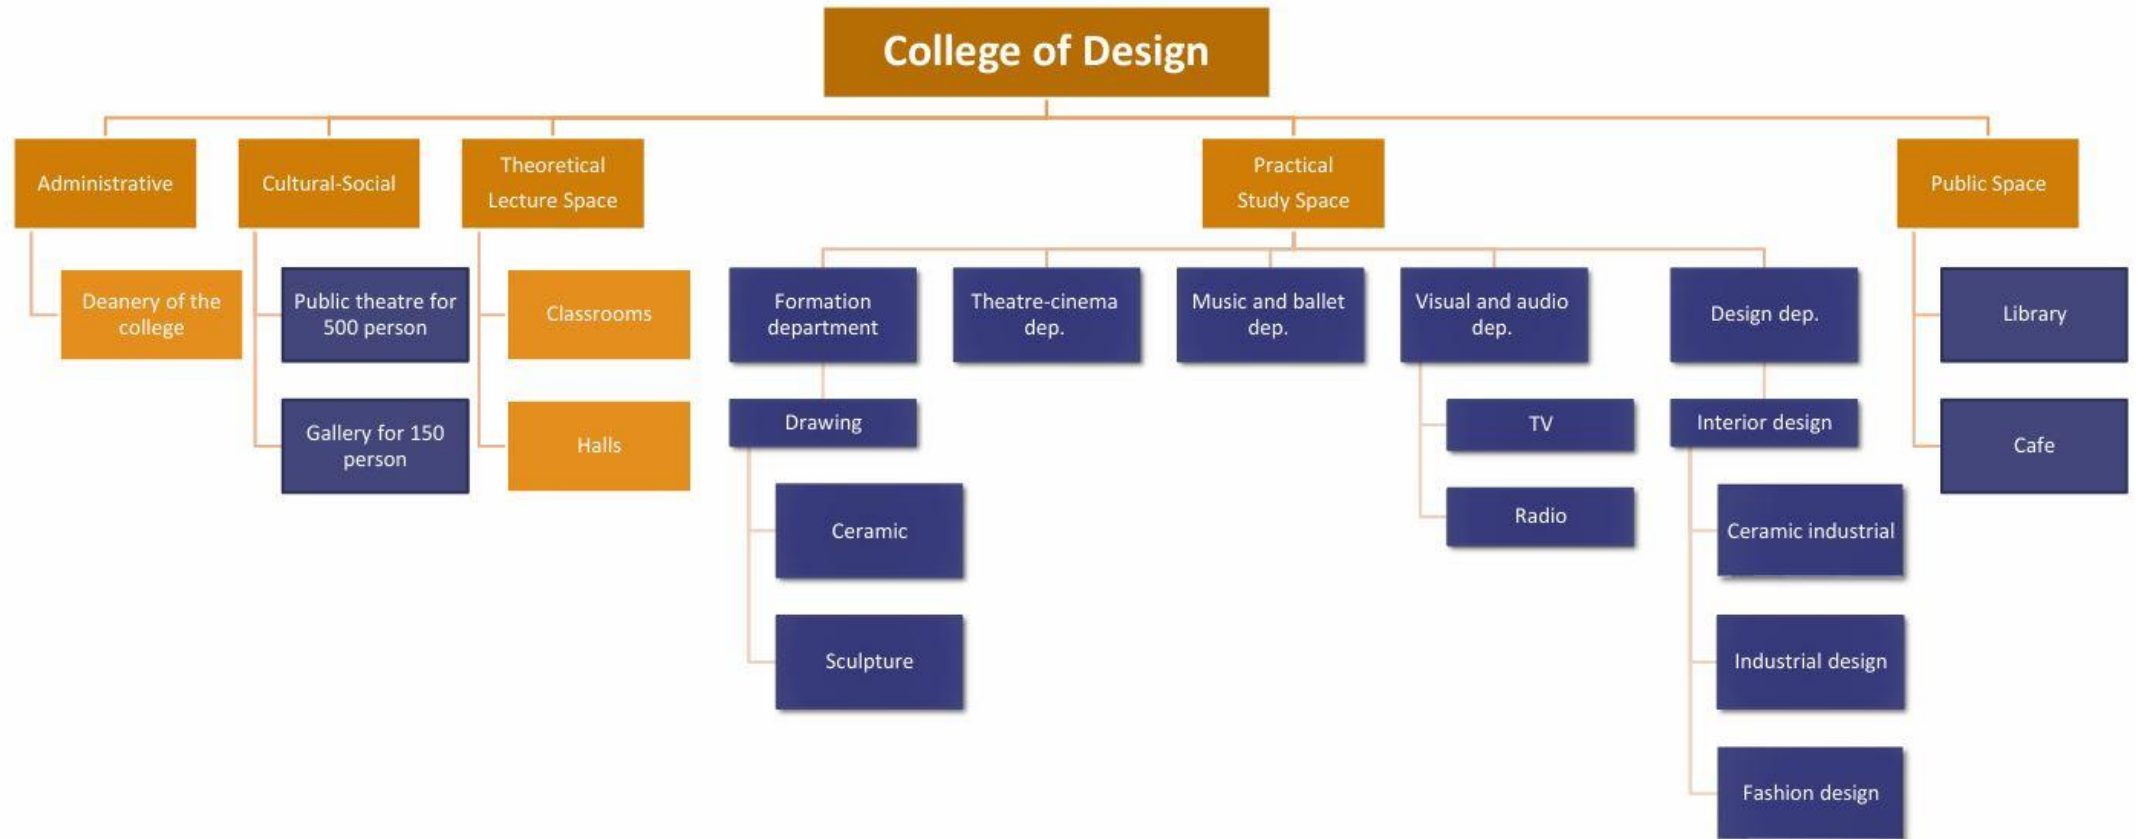 College of Design
Administrative
Cultural-Social
Theoretical
Lecture Space
Practical
Study Space
Public Space
Deanery of the
college
Public theatre for
500 person
Gallery for 150
person
Classrooms
Halls
Formation
department
Theatre-cinema
dep.
Music and ballet
dep.
Visual and audio
dep.
Design dep.
Drawing
Ceramic
Sculpture
TV
Radio
Interior design
Ceramic industrial
Industrial design
Fashion design
Library
Cafe